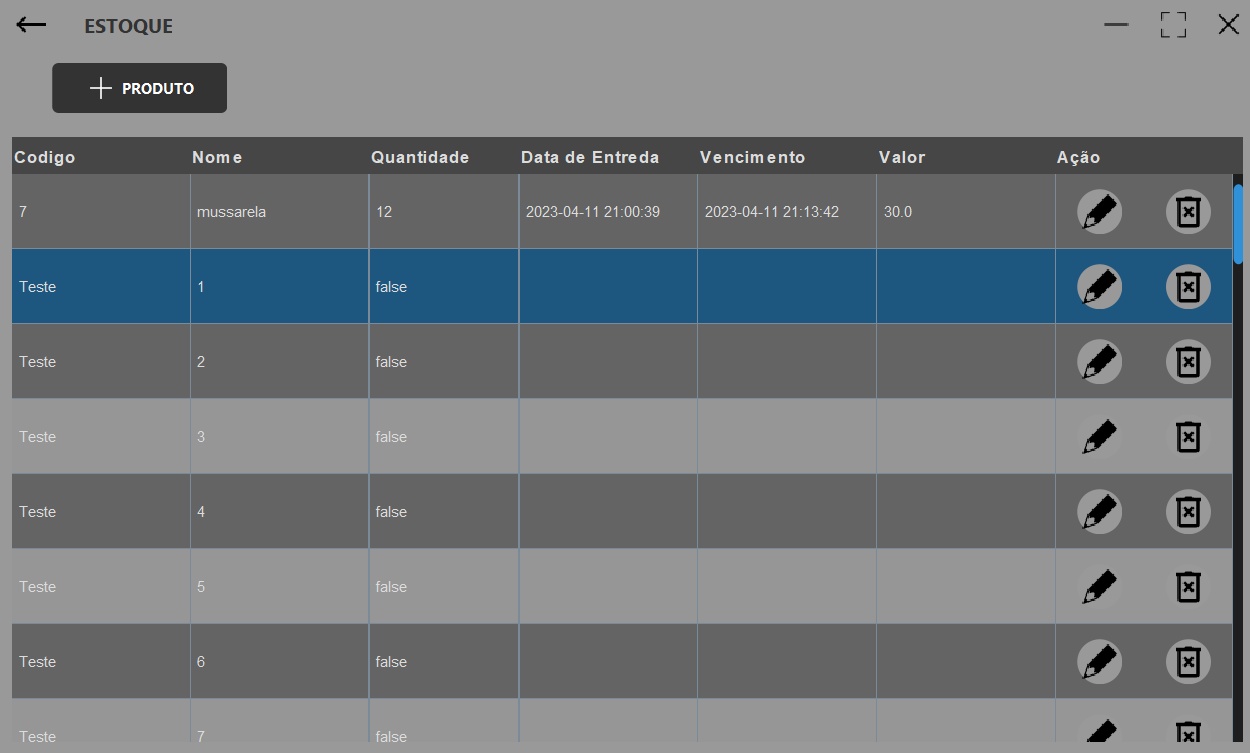 ESTOQUE
PRODUTO
Codigo Nome Quantidade Data de Entreda Vencimento Valor Ação
7 mussarela 12 2023-04-11 21:00:39 2023-04-11 21:13:42 30.0
Teste 1 false
Teste 2 false
Teste 3 false
Teste 4 false
Teste 5 false
Teste 6 false
Teste 7 false